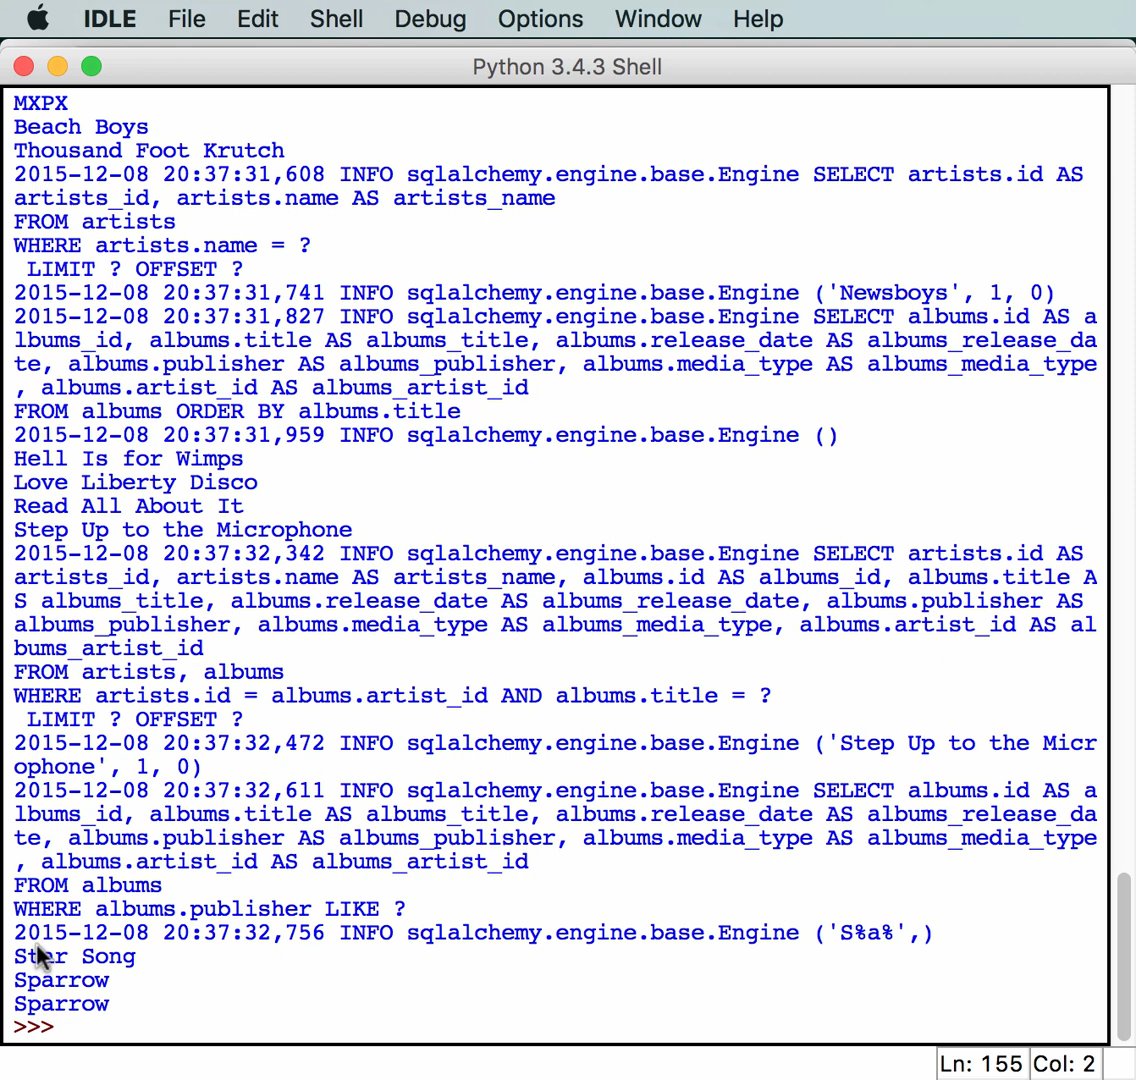 IDLE File Edit Shell Debug Options Window Help
Python 3.4.3 Shell
MXPX
Beach Boys
Thousand Foot Krutch
2015-12-08 20:37:31,608 INFO sqlalchemy.engine.base.Engine SELECT artists.id AS
artists_id, artists.name AS artists_name
FROM artists
WHERE artists.name = ?
 LIMIT ? OFFSET ?
2015-12-08 20:37:31,741 INFO sqlalchemy.engine.base.Engine ('Newsboys', 1, 0)
2015-12-08 20:37:31,827 INFO sqlalchemy.engine.base.Engine SELECT albums.id AS a
lbums_id, albums.title AS albums_title, albums.release_date AS albums_release_da
te, albums.publisher AS albums_publisher, albums.media_type AS albums_media_type
, albums.artist_id AS albums_artist_id
FROM albums ORDER BY albums.title
2015-12-08 20:37:31,959 INFO sqlalchemy.engine.base.Engine ()
Hell Is for Wimps
Love Liberty Disco
Read All About It
Step Up to the Microphone
2015-12-08 20:37:32,342 INFO sqlalchemy.engine.base.Engine SELECT artists.id AS
artists_id, artists.name AS artists_name, albums.id AS albums_id, albums.title A
S albums_title, albums.release_date AS albums_release_date, albums.publisher AS
albums_publisher, albums.media_type AS albums_media_type, albums.artist_id AS al
bums_artist_id
FROM artists, albums
WHERE artists.id = albums.artist_id AND albums.title = ?
 LIMIT ? OFFSET ?
2015-12-08 20:37:32,472 INFO sqlalchemy.engine.base.Engine ('Step Up to the Micr
ophone', 1, 0)
2015-12-08 20:37:32,611 INFO sqlalchemy.engine.base.Engine SELECT albums.id AS a
lbums_id, albums.title AS albums_title, albums.release_date AS albums_release_da
te, albums.publisher AS albums_publisher, albums.media_type AS albums_media_type
, albums.artist_id AS albums_artist_id
FROM albums
WHERE albums.publisher LIKE ?
2015-12-08 20:37:32,756 INFO sqlalchemy.engine.base.Engine ('S%a%',)
Star Song
Sparrow
Sparrow
>>>
Ln: 155 Col: 2